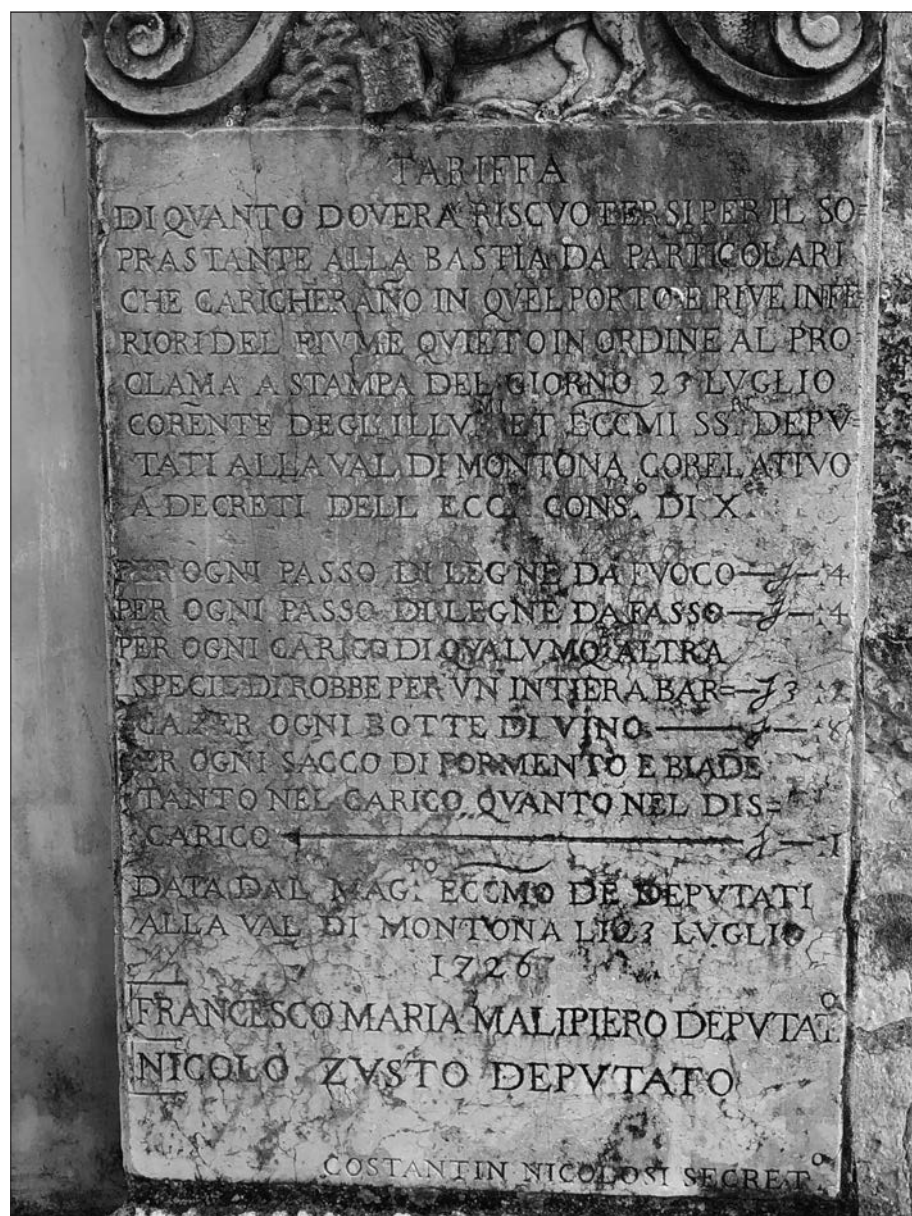 TARIFFA
DI QVANTO DOVERA RISCVOTERSI PER IL SO=
PRASTANTE ALLA BASTIA DA PARTICOLARI
CHE CARICHERAÑO IN QVEL PORTO E RIVE INFE
RIORI DEL FIVME QVIETO IN ORDINE AL PRO
CLAMA A STAMPA DEL GIORNO 23 LVGLIO
CORENTE DEGL ILLV. ET ECCMI SS. DEPV=
TATI ALLA VAL DI MONTONA CORELATIVO
A DECRETI DELL ECC. CONS.O DI X
PER OGNI PASSO DI LEGNE DA FVOCO — — :4
PER OGNI PASSO DI LEGNE DA FASSO — — :4
PER OGNI CARICO DI QVALVMQ: ALTRA
SPECIE DI ROBBE PER VN INTIERA BAR= — 3
CA. PER OGNI BOTTE DI VINO — — :8
PER OGNI SACCO DI FORMENTO E BIADE
TANTO NEL CARICO QVANTO NEL DIS=
CARICO — — :1
DATA DAL MAG.TO ECCMO DE DEPVTATI
ALLA VAL DI MONTONA LI 23 LVGLIO
1726
FRANCESCO MARIA MALIPIERO DEPVTAT.O
NICOLO ZVSTO DEPVTATO
COSTANTIN NICOLOSI SECRET.O